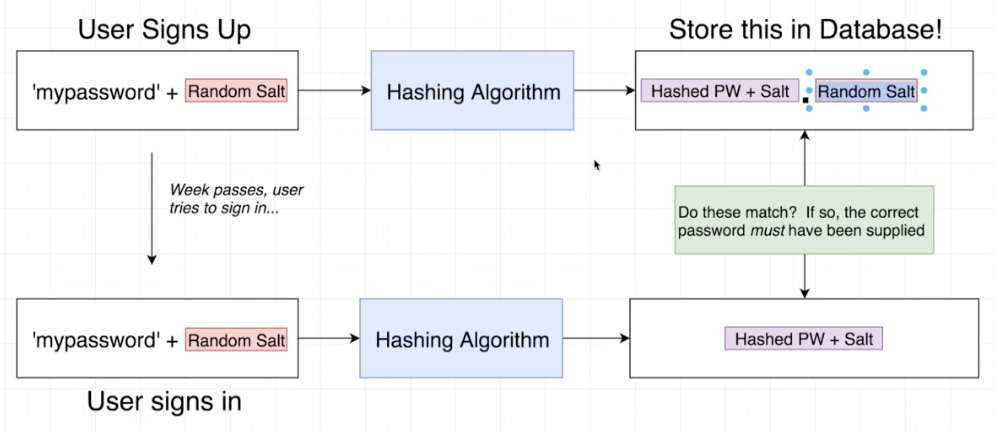 User Signs Up
Store this in Database!
'mypassword' + Random Salt
Hashing Algorithm
Hashed PW + Salt . Random Salt
Week passes, user
tries to sign in...
Do these match? If so, the correct
password must have been supplied
'mypassword' + Random Salt
Hashing Algorithm
Hashed PW + Salt
User signs in